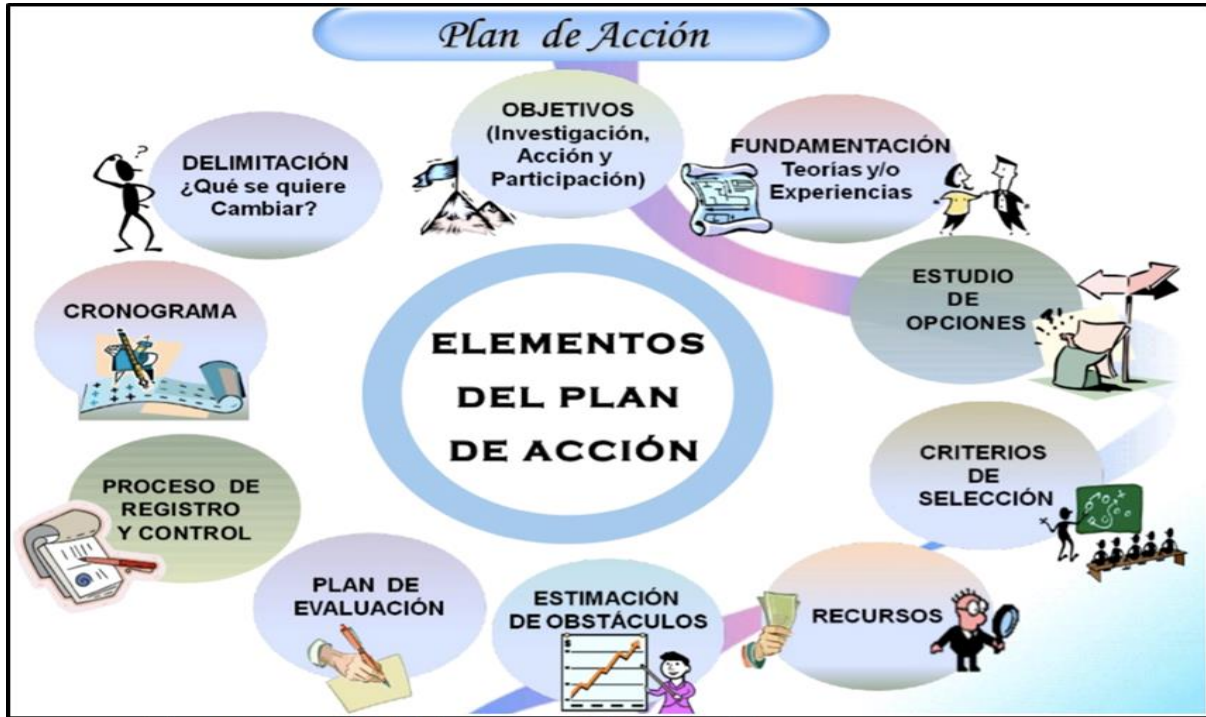 Plan de Acción
OBJETIVOS
(Investigación,
Acción y
Participación)
FUNDAMENTACIÓN
Teorías y/o
Experiencias
ESTUDIO
DE
OPCIONES
CRITERIOS
DE
SELECCIÓN
RECURSOS
ESTIMACIÓN
DE OBSTÁCULOS
PLAN DE
EVALUACIÓN
PROCESO DE
REGISTRO
Y CONTROL
CRONOGRAMA
DELIMITACIÓN
¿Qué se quiere
Cambiar?
ELEMENTOS
DEL PLAN
DE ACCIÓN